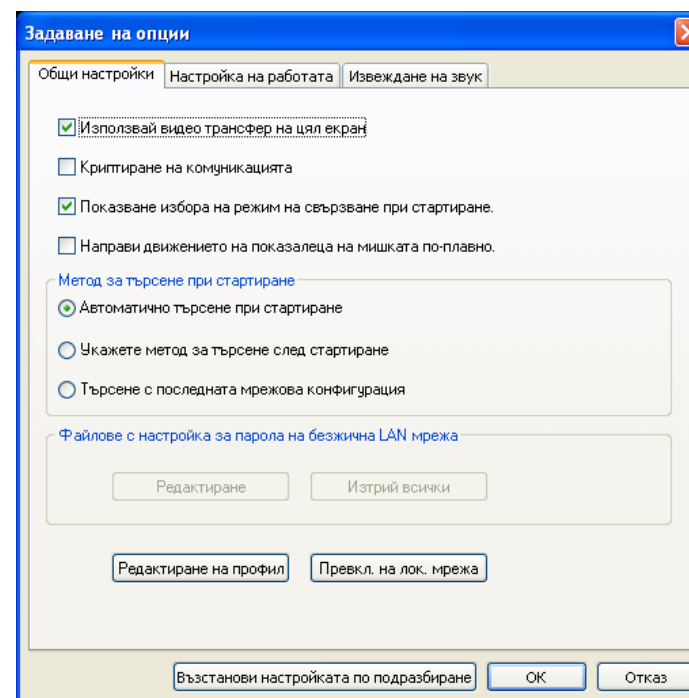 Задаване на опции
Общи настройки Настройка на работата Извеждане на звук
Използвай видео трансфер на цял екран
Криптиране на комуникацията
Показване избора на режим на свързване при стартиране.
Направи движението на показалеца на мишката по-плавно.
Метод за търсене при стартиране
Автоматично търсене при стартиране
Укажете метод за търсене след стартиране
Търсене с последната мрежова конфигурация
Файлове с настройка за парола на безжична LAN мрежа
Редактиране Изтрий всички
Редактиране на профил Превкл. на лок. мрежа
Възстанови настройката по подразбиране OK Отказ